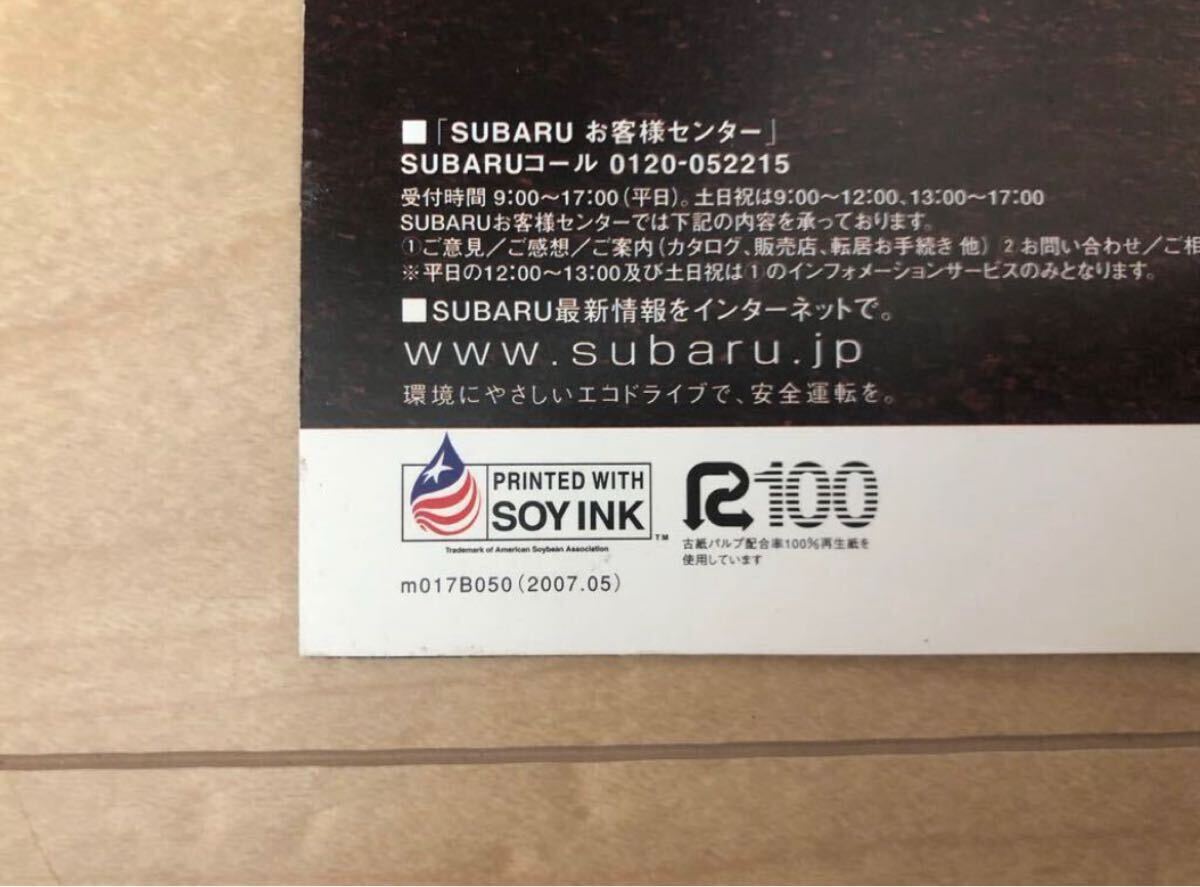 ■「SUBARU お客様センター」
SUBARUコール 0120-052215
受付時間 9:00～17:00(平日)。土日祝は9:00～12:00、13:00～17:00
SUBARUお客様センターでは下記の内容を承っております。
①ご意見／ご感想／ご案内(カタログ、販売店、転居お手続き 他) ② お問い合わせ／ご相
※平日の12:00～13:00及び土日祝は①のインフォメーションサービスのみとなります。
■SUBARU最新情報をインターネットで。
www.subaru.jp
環境にやさしいエコドライブで、安全運転を。
PRINTED WITH
SOY INK™
Trademark of American Soybean Association
R100
古紙パルプ配合率100%再生紙を
使用しています
m017B050(2007.05)